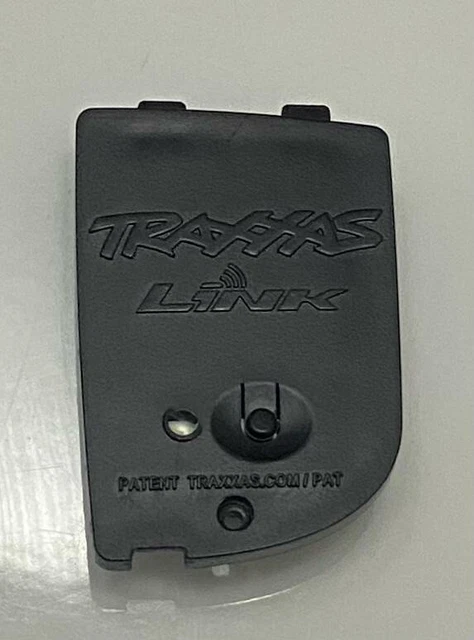 TRAXXAS
LiNK
PATENT TRAXXAS.COM / PAT